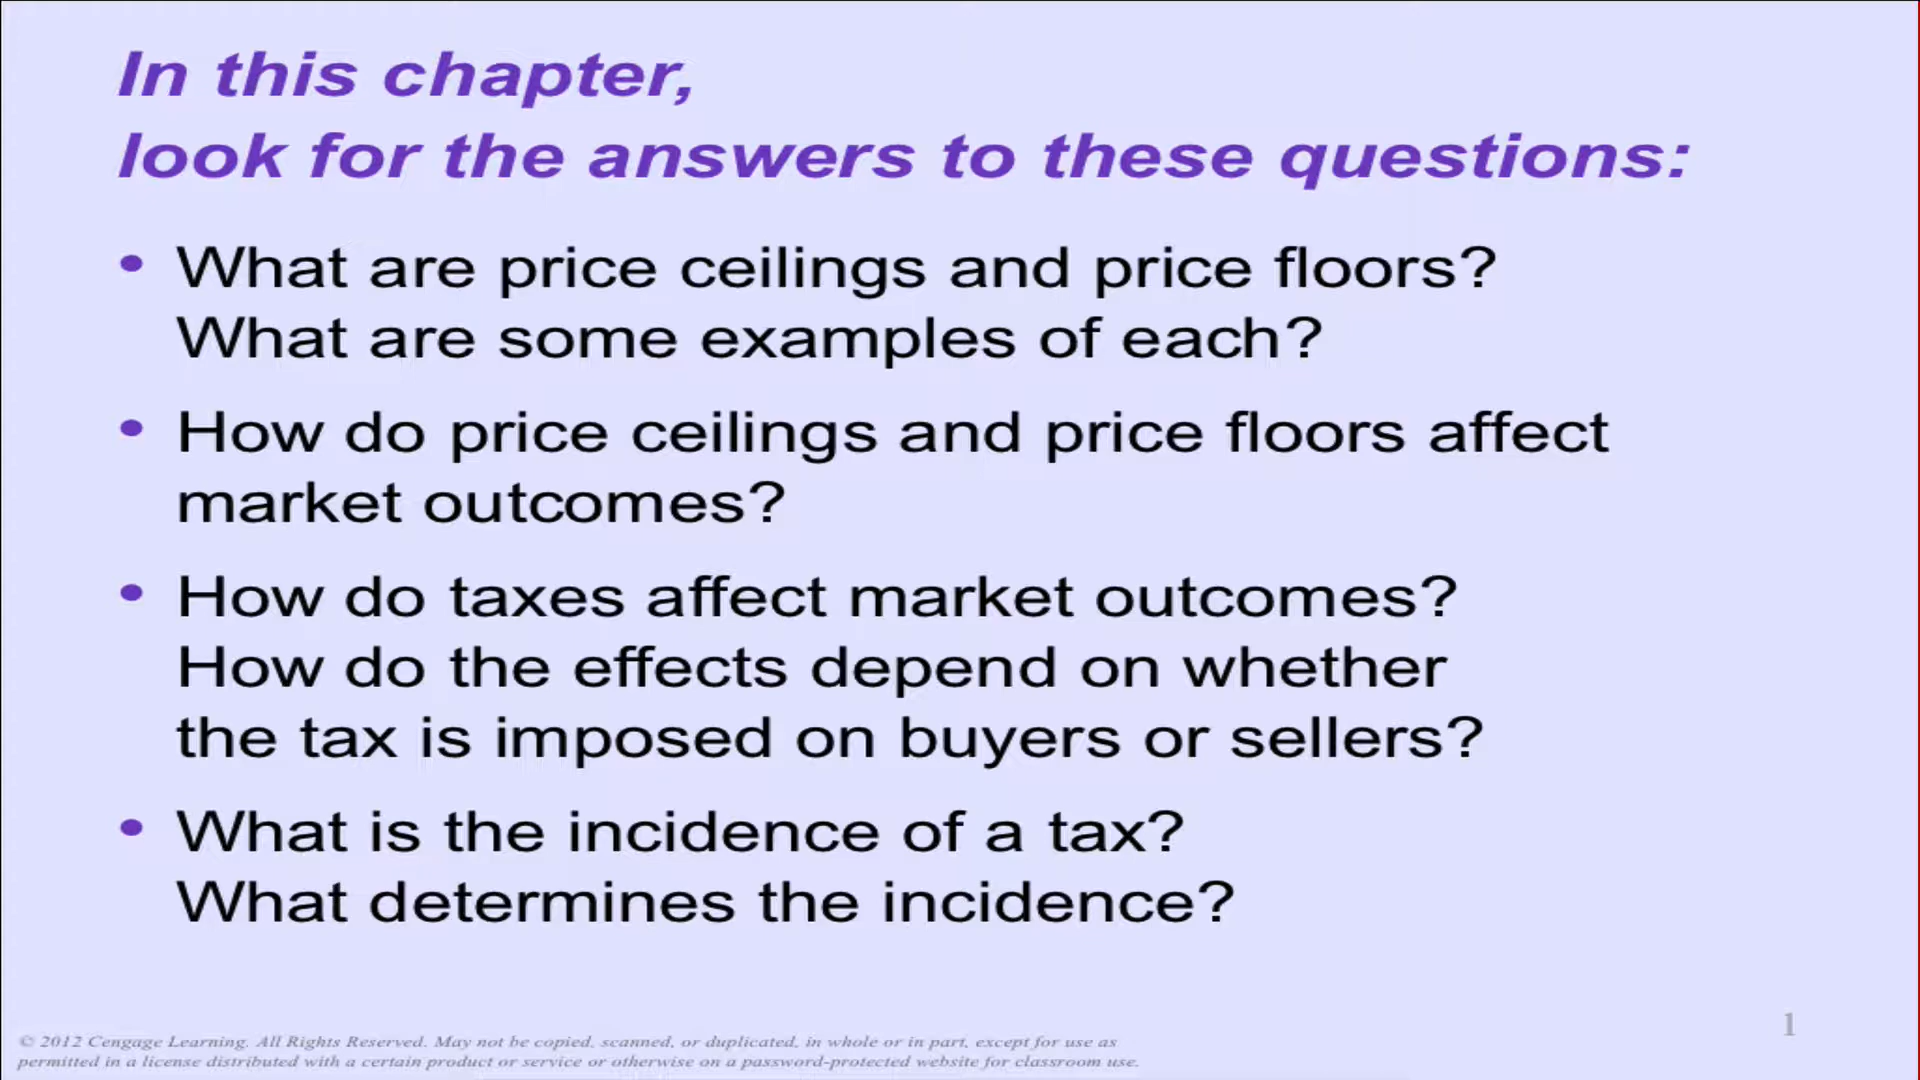 In this chapter,
look for the answers to these questions:
• What are price ceilings and price floors?
What are some examples of each?
• How do price ceilings and price floors affect
market outcomes?
• How do taxes affect market outcomes?
How do the effects depend on whether
the tax is imposed on buyers or sellers?
• What is the incidence of a tax?
What determines the incidence?
1
© 2012 Cengage Learning. All Rights Reserved. May not be copied, scanned, or duplicated, in whole or in part, except for use as
permitted in a license distributed with a certain product or service or otherwise on a password-protected website for classroom use.